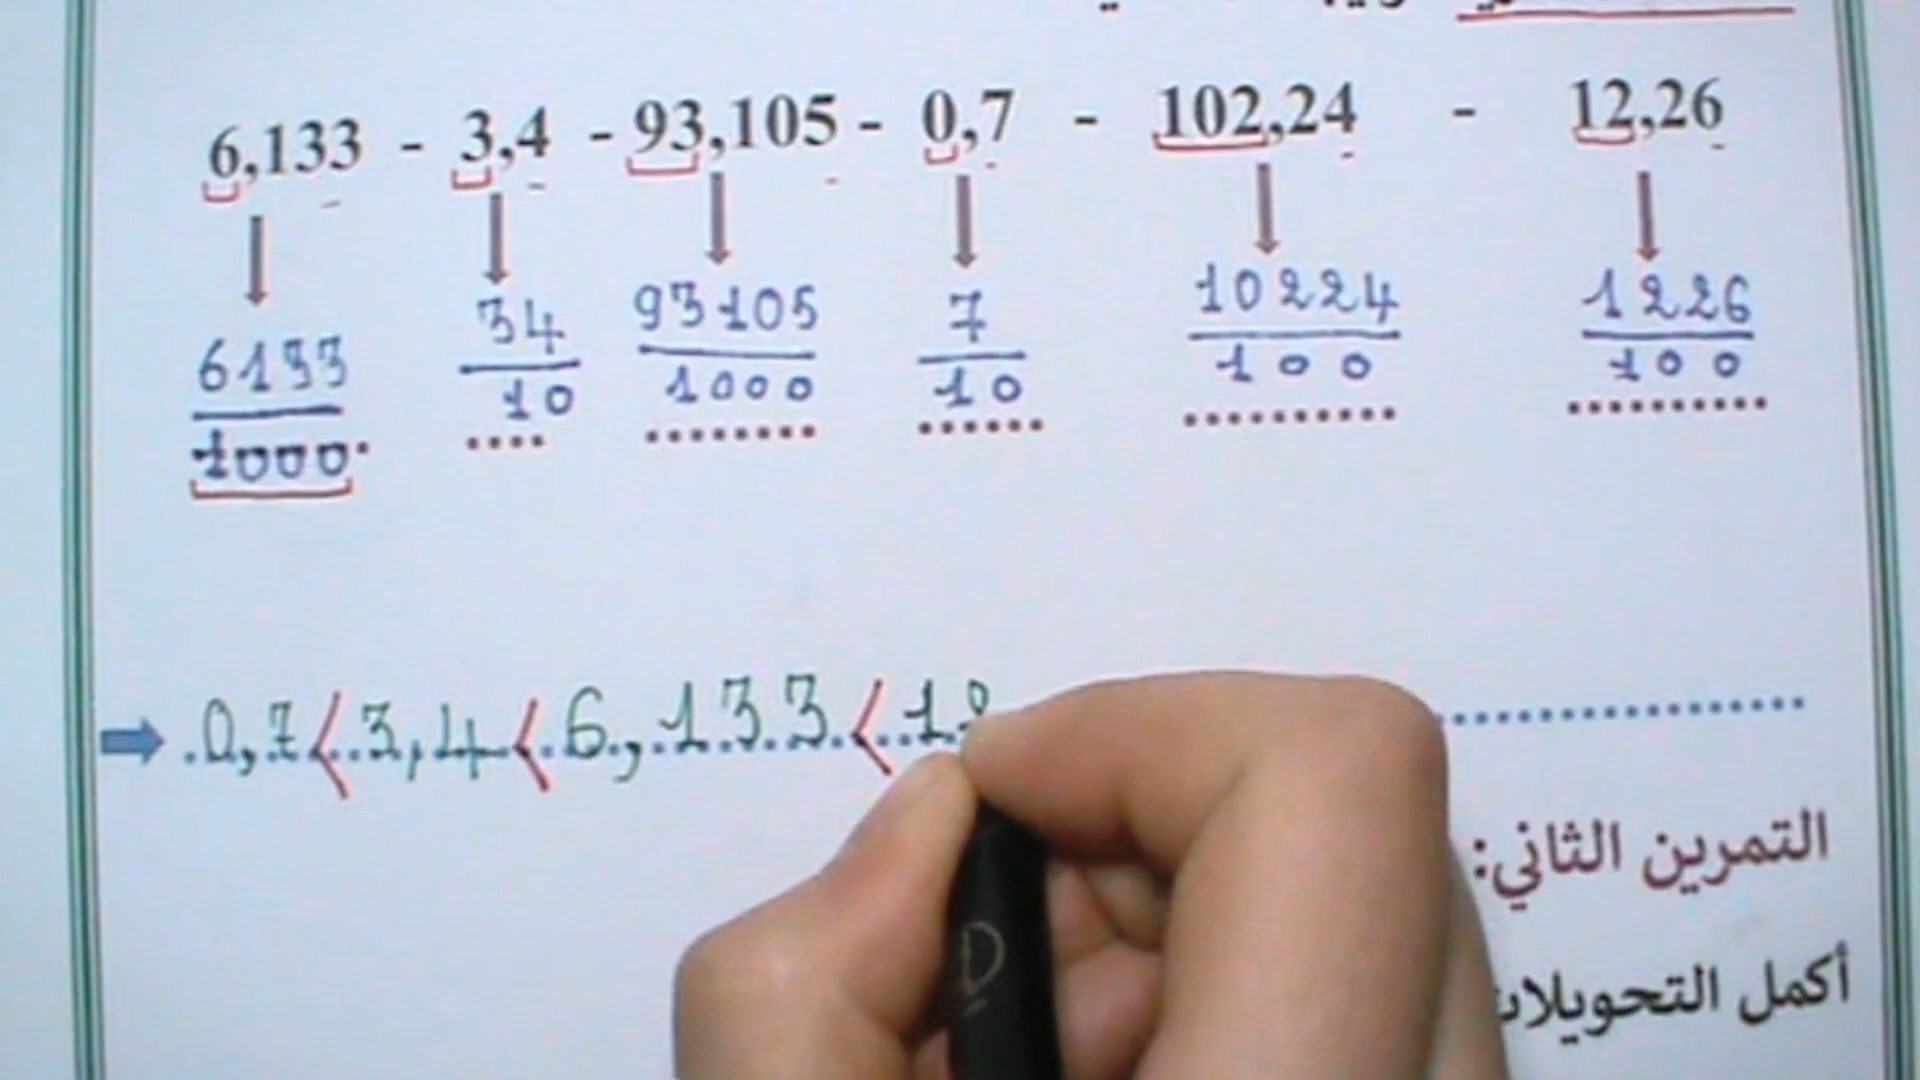 6,133 - 3,4 - 93,105 - 0,7 - 102,24 - 12,26
6133 34 93105 7 10224 1226
1000 10 1000 10 100 100
0,7 < 3,4 < 6,133 < 12
التمرين الثاني:
أكمل التحويلات